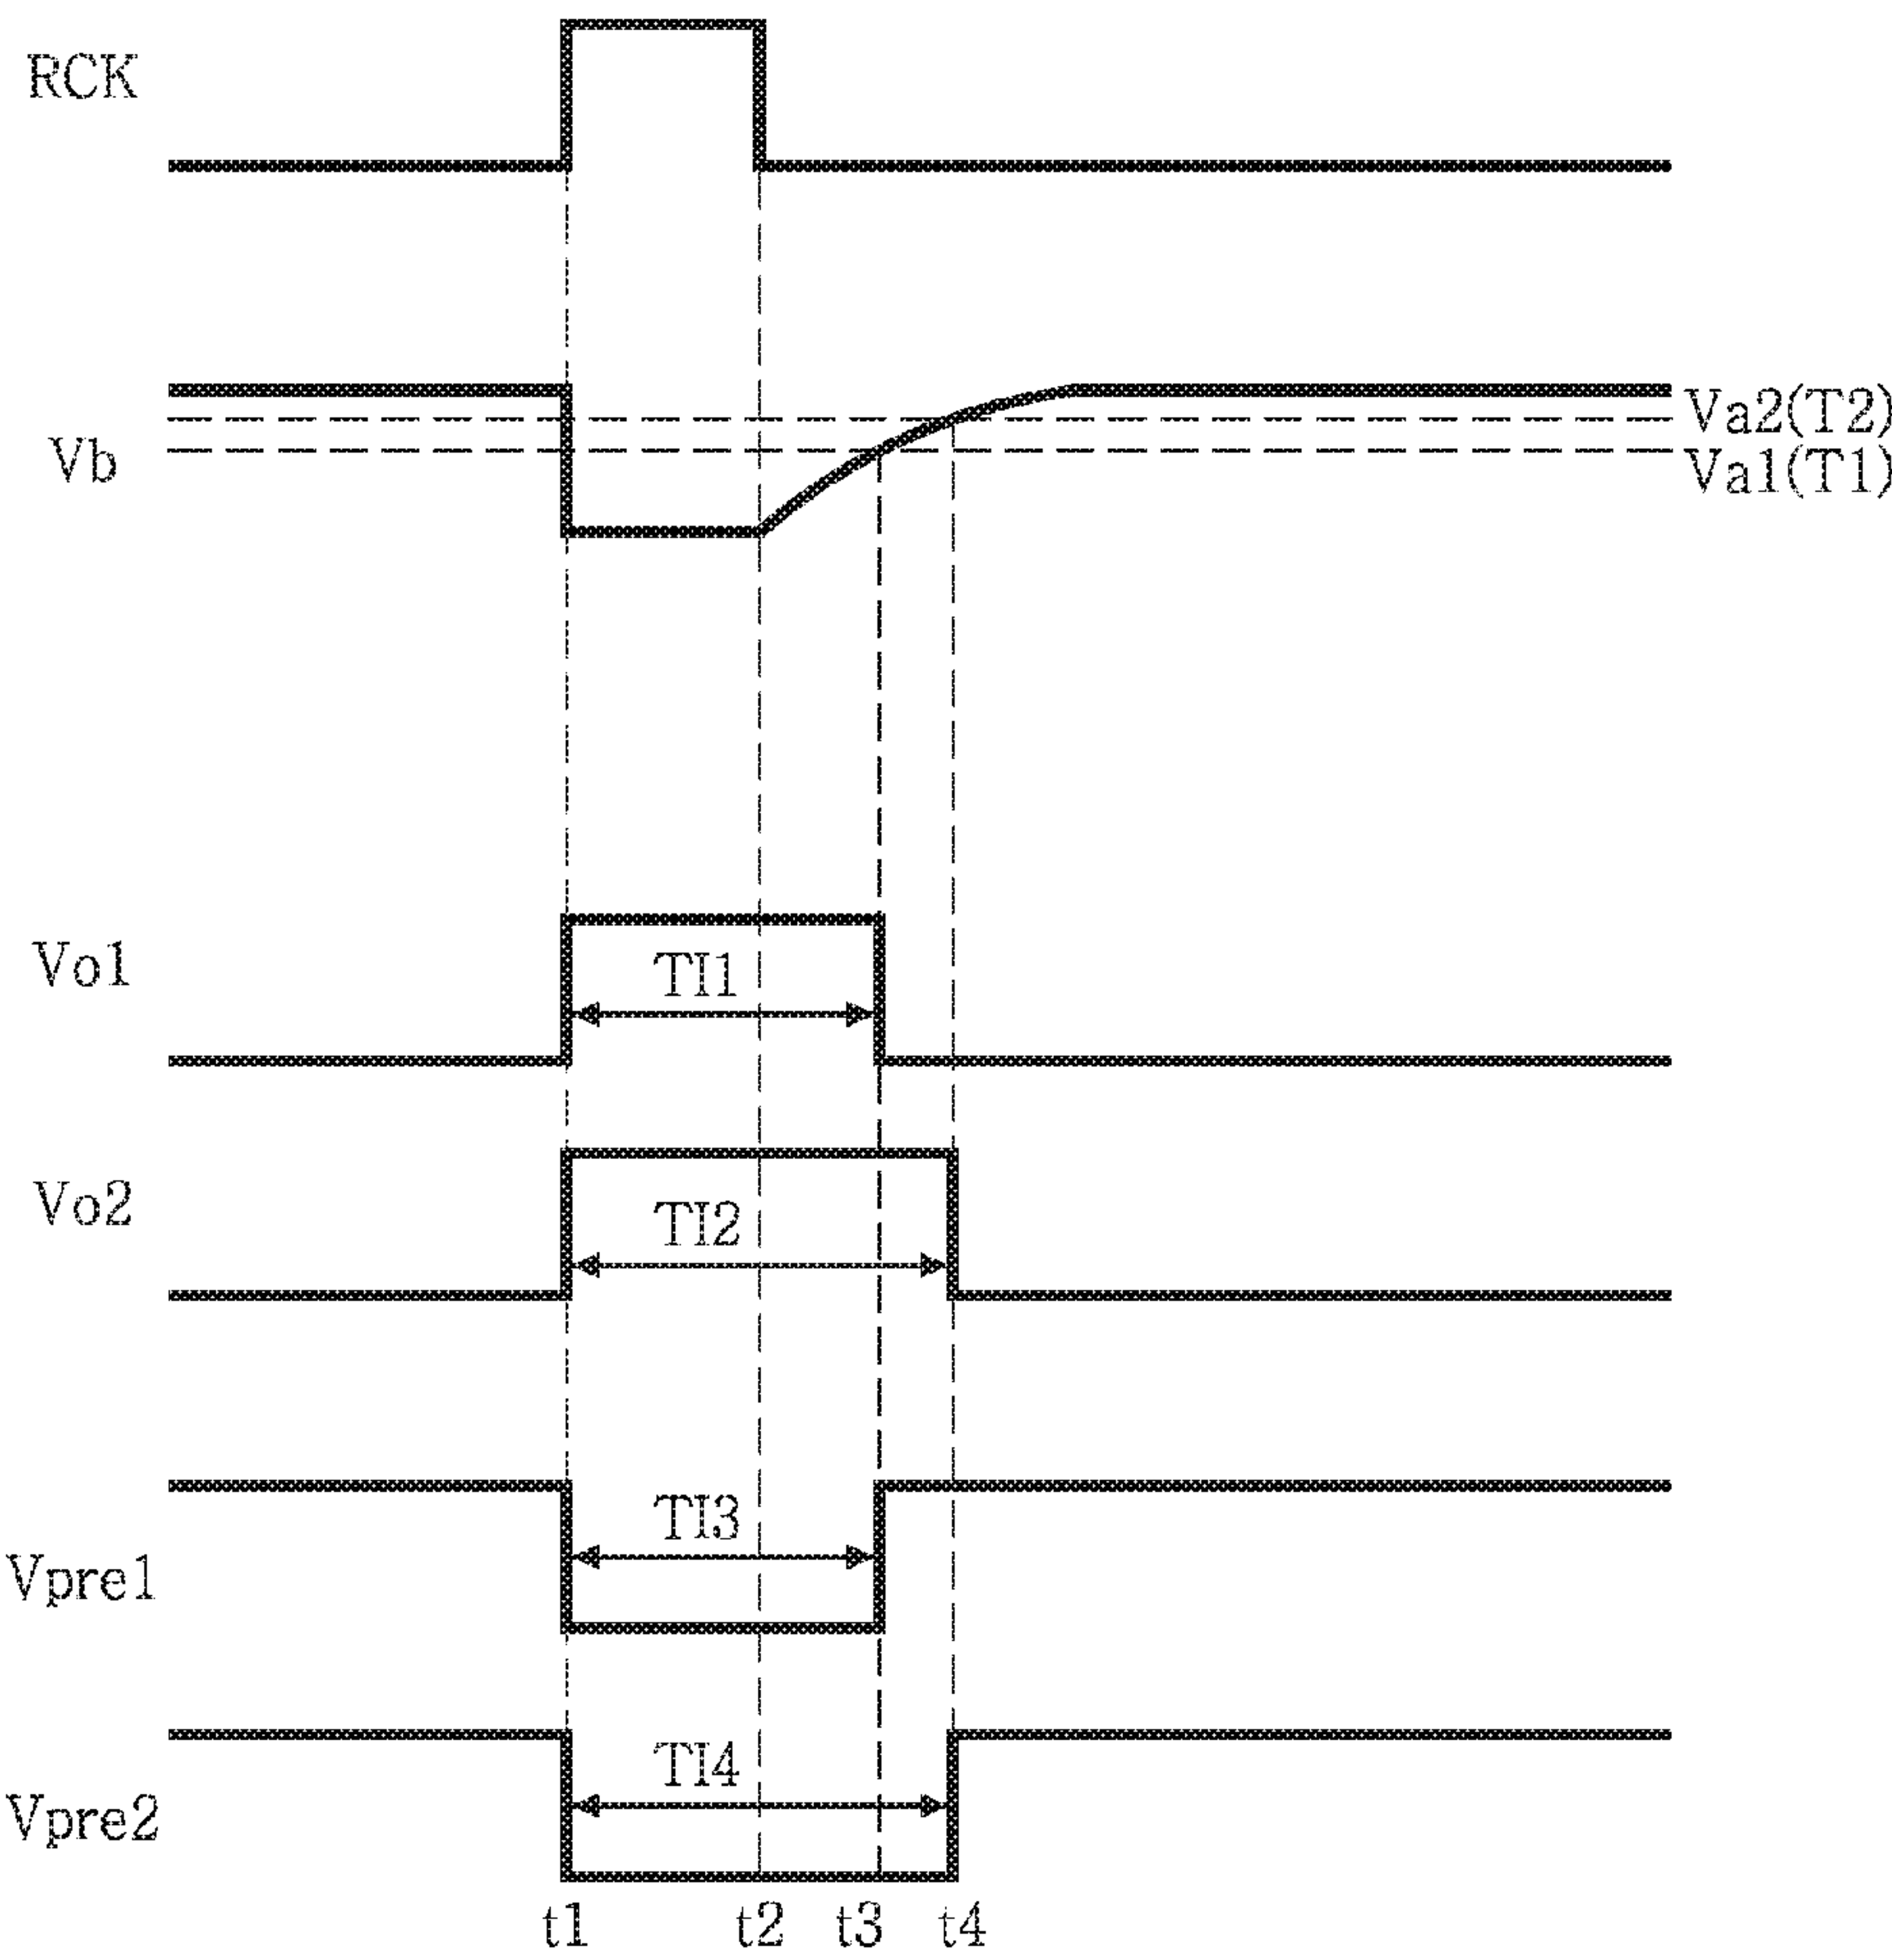 RCK
Vb
Va2(T2)
Va1(T1)
Vo1
TI1
Vo2
TI2
Vpre1
TI3
Vpre2
TI4
t1 t2 t3 t4